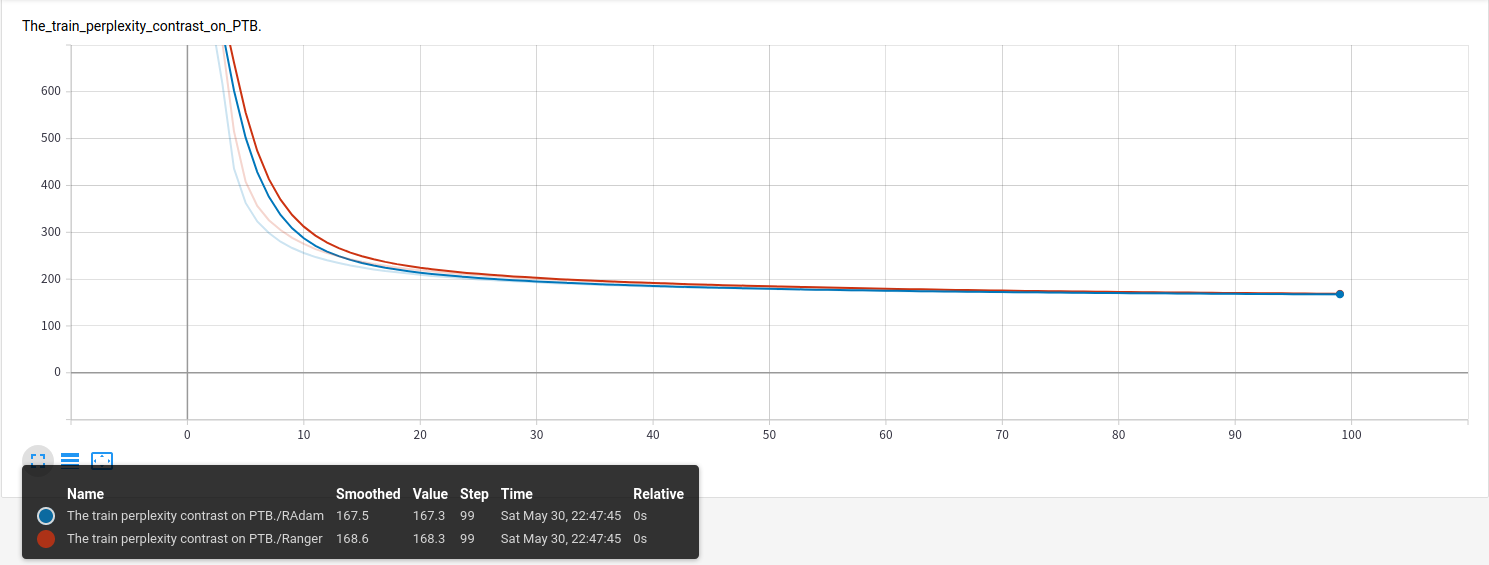 The_train_perplexity_contrast_on_PTB.
600
500
400
300
200
100
0
0 10 20 30 40 50 60 70 80 90 100
Name Smoothed Value Step Time Relative
The train perplexity contrast on PTB./RAdam 167.5 167.3 99 Sat May 30, 22:47:45 0s
The train perplexity contrast on PTB./Ranger 168.6 168.3 99 Sat May 30, 22:47:45 0s